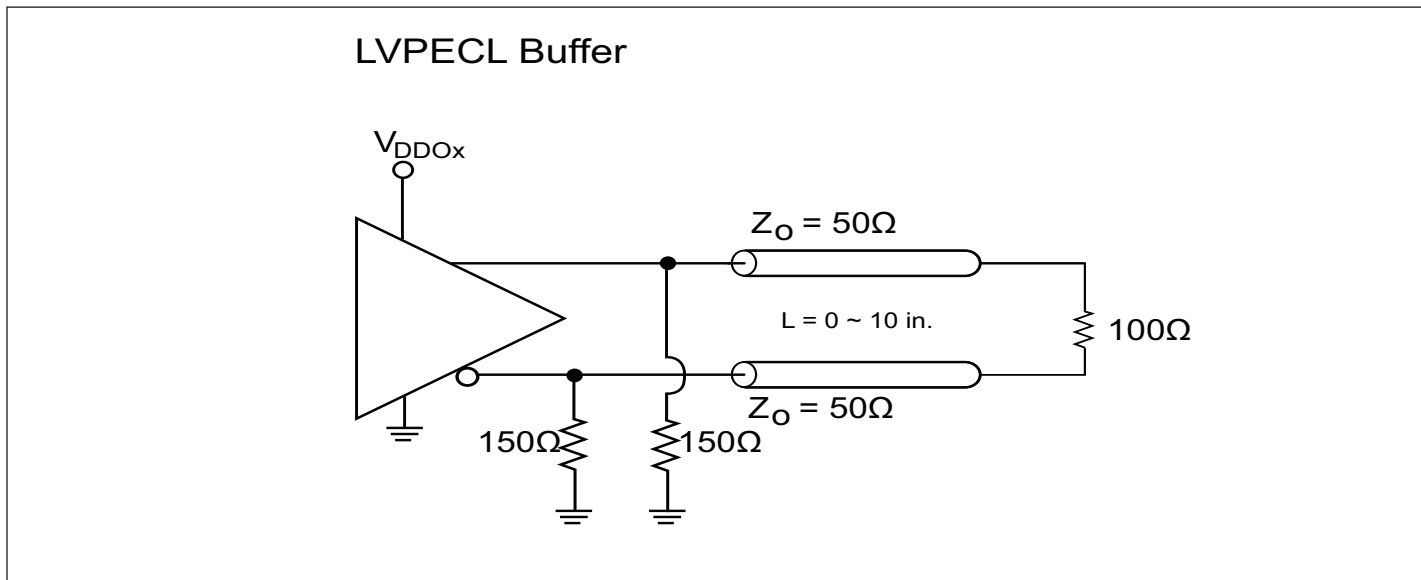 LVPECL Buffer
VDDOx
ZO = 50Ω
L = 0 ~ 10 in.
100Ω
ZO = 50Ω
150Ω
150Ω